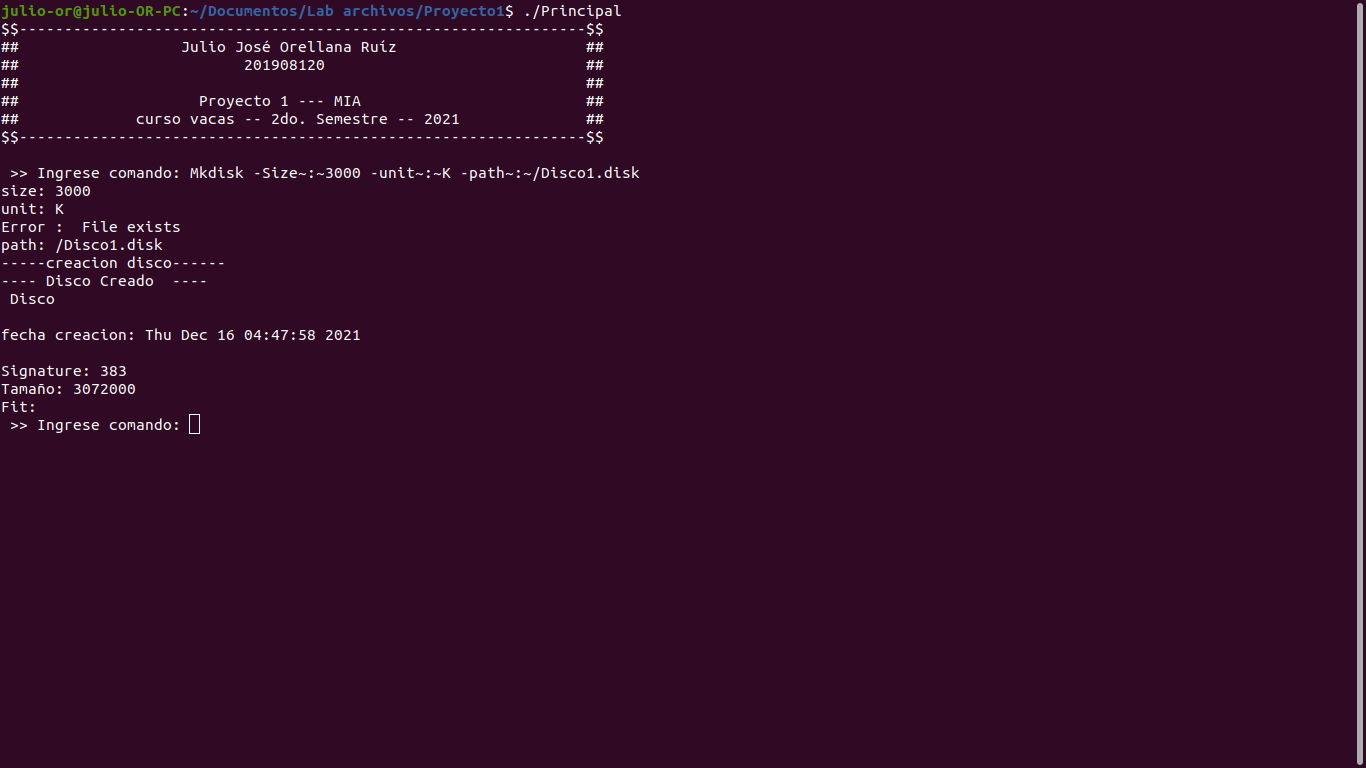 julio-or@julio-OR-PC:~/Documentos/Lab archivos/Proyecto1$ ./Principal
$$---------------------------------------------------------------$$
##                  Julio José Orellana Ruíz                     ##
##                         201908120                             ##
##                                                               ##
##                    Proyecto 1 --- MIA                         ##
##             curso vacas -- 2do. Semestre -- 2021              ##
$$---------------------------------------------------------------$$
 >> Ingrese comando: Mkdisk -Size~:~3000 -unit~:~K -path~:~/Disco1.disk
size: 3000
unit: K
Error :  File exists
path: /Disco1.disk
-----creacion disco------
---- Disco Creado  ----
 Disco
fecha creacion: Thu Dec 16 04:47:58 2021
Signature: 383
Tamaño: 3072000
Fit:
 >> Ingrese comando: